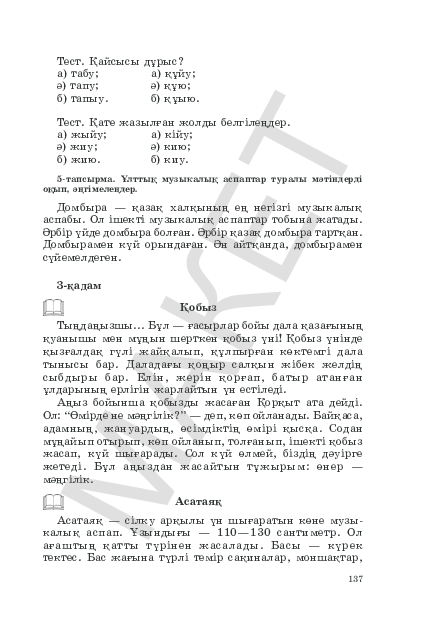 Тест. Қайсысы дұрыс?
а) табу; а) құйу;
ә) тапу; ә) құю;
б) тапыу. б) құыю.
Тест. Қате жазылған жолды белгілеңдер.
а) жыйу; а) кійу;
ә) жиу; ә) кию;
б) жию. б) киу.
5-тапсырма. Ұлттық музыкалық аспаптар туралы мәтіндерді
оқып, әңгімелеңдер.
Домбыра — қазақ халқының ең негізгі музыкалық
аспабы. Ол ішекті музыкалық аспаптар тобына жатады.
Әрбір үйде домбыра болған. Әрбір қазақ домбыра тартқан.
Домбырамен күй орындаған. Ән айтқанда, домбырамен
сүйемелдеген.
3-қадам
Қобыз
Тыңдаңызшы... Бұл — ғасырлар бойы дала қазағының
қуанышы мен мұңын шерткен қобыз үні! Қобыз үнінде
қызғалдақ гүлі жайқалып, құлпырған көктемгі дала
тынысы бар. Даладағы қоңыр салқын жібек желдің
сыбдыры бар. Елін, жерін қорғап, батыр атанған
ұлдарының ерлігін жарлайтын үн естіледі.
Аңыз бойынша қобызды жасаған Қорқыт ата дейді.
Ол: “Өмірде не мәңгілік?” — деп, көп ойланады. Байқаса,
адамның, жануардың, өсімдіктің өмірі қысқа. Содан
мұңайып отырып, көп ойланып, толғанып, ішекті қобыз
жасап, күй шығарады. Сол күй өлмей, біздің дәуірге
жетеді. Бұл аңыздан жасайтын тұжырым: өнер —
мәңгілік.
Асатаяқ
Асатаяқ — сілку арқылы үн шығаратын көне музы-
калық аспап. Ұзындығы — 110—130 сантиметр. Ол
ағаштың қатты түрінен жасалады. Басы — күрек
тектес. Бас жағына түрлі темір сақиналар, моншақтар,
137
МАКЕТ